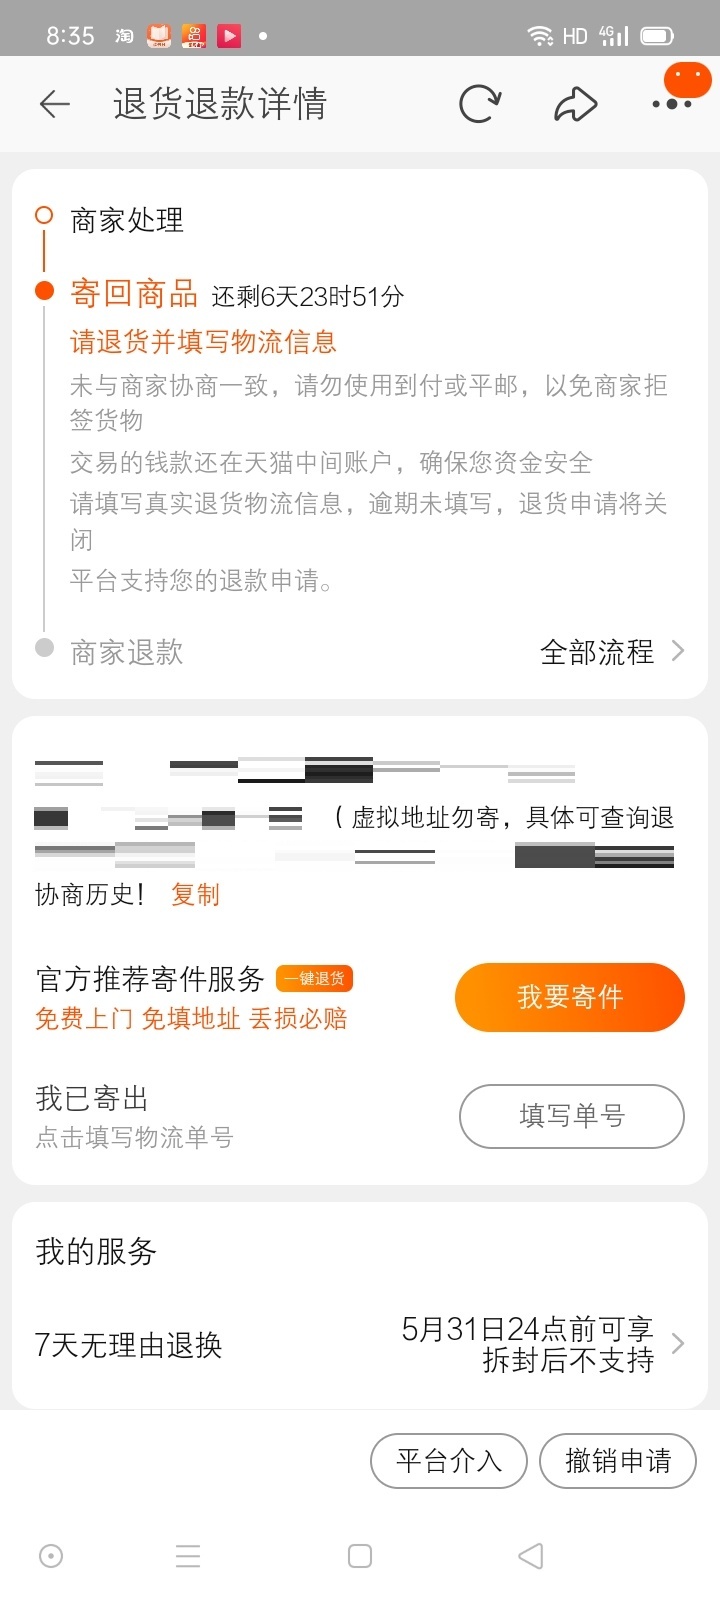 8:35 淘 HD 4G
退货退款详情
商家处理
寄回商品 还剩6天23时51分
请退货并填写物流信息
未与商家协商一致，请勿使用到付或平邮，以免商家拒
签货物
交易的钱款还在天猫中间账户，确保您资金安全
请填写真实退货物流信息，逾期未填写，退货申请将关
闭
平台支持您的退款申请。
商家退款 全部流程
（虚拟地址勿寄，具体可查询退
协商历史！ 复制
官方推荐寄件服务 一键退货
免费上门 免填地址 丢损必赔
我要寄件
我已寄出
点击填写物流单号
填写单号
我的服务
7天无理由退换
5月31日24点前可享
拆封后不支持
平台介入 撤销申请